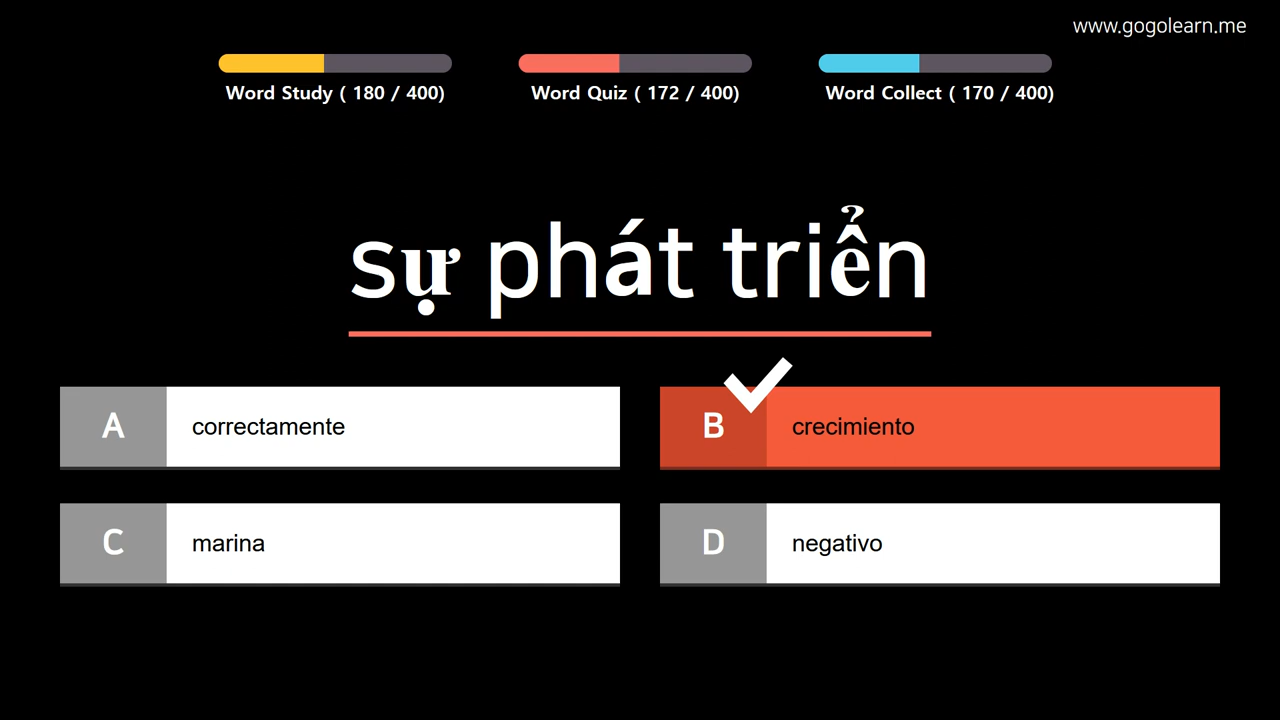 www.gogolearn.me
Word Study ( 180 / 400)
Word Quiz ( 172 / 400)
Word Collect ( 170 / 400)
sự phát triển
A correctamente
B crecimiento
C marina
D negativo